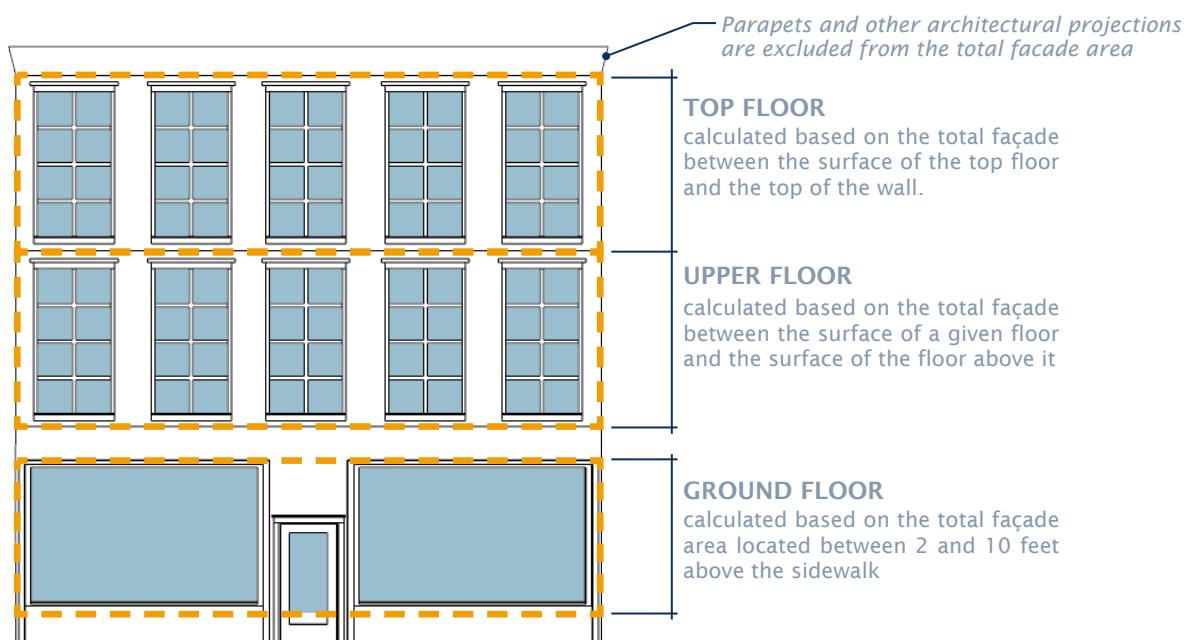 Parapets and other architectural projections
are excluded from the total facade area
TOP FLOOR
calculated based on the total façade
between the surface of the top floor
and the top of the wall.
UPPER FLOOR
calculated based on the total façade
between the surface of a given floor
and the surface of the floor above it
GROUND FLOOR
calculated based on the total façade
area located between 2 and 10 feet
above the sidewalk